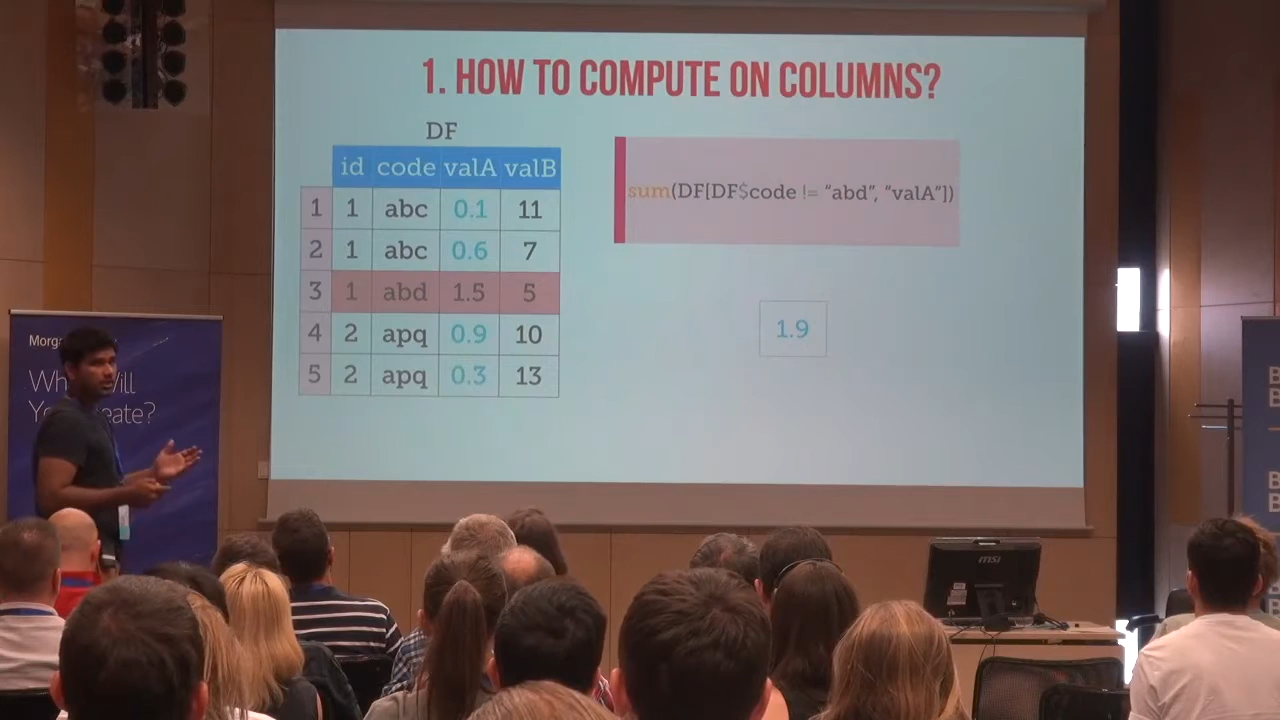 1. HOW TO COMPUTE ON COLUMNS?
DF
id code valA valB
1 1 abc 0.1 11
2 1 abc 0.6 7
3 1 abd 1.5 5
4 2 apq 0.9 10
5 2 apq 0.3 13
sum(DF[DF$code != “abd”, “valA”])
1.9
msi